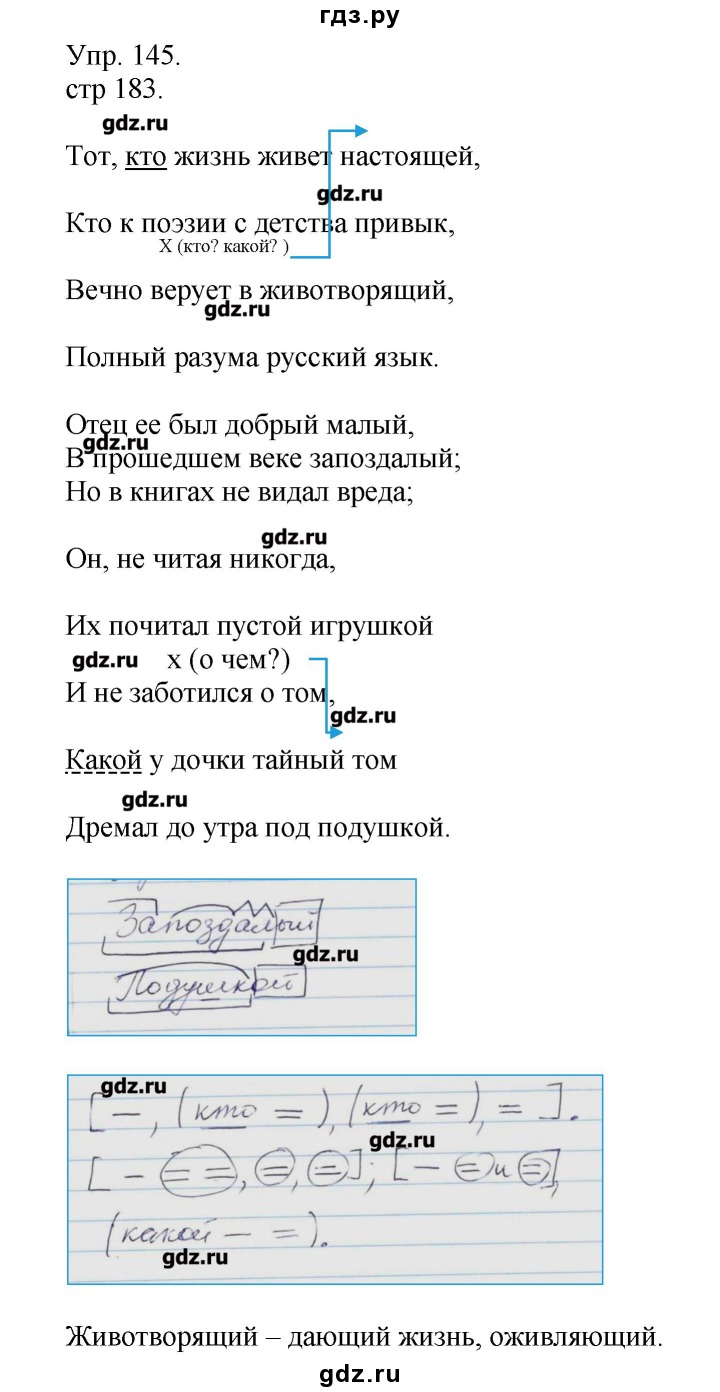 гдз.ру
Упр. 145.
стр 183.
gdz.ru
Тот, кто жизнь живет настоящей,
gdz.ru
Кто к поэзии с детства привык,
Х (кто? какой? )
Вечно верует в животворящий,
gdz.ru
Полный разума русский язык.
Отец ее был добрый малый,
gdz.ru
В прошедшем веке запоздалый;
Но в книгах не видал вреда;
gdz.ru
Он, не читая никогда,
Их почитал пустой игрушкой
gdz.ru х (о чем?)
И не заботился о том,
gdz.ru
Какой у дочки тайный том
gdz.ru
Дремал до утра под подушкой.
Запоздалый
gdz.ru
Подушкой
gdz.ru
[ – , (кто = ), (кто = ), = ].
gdz.ru
[ – = = , = , = ] ; [ – = и = ],
(какой – = ).
gdz.ru
Животворящий – дающий жизнь, оживляющий.
gdz.ru